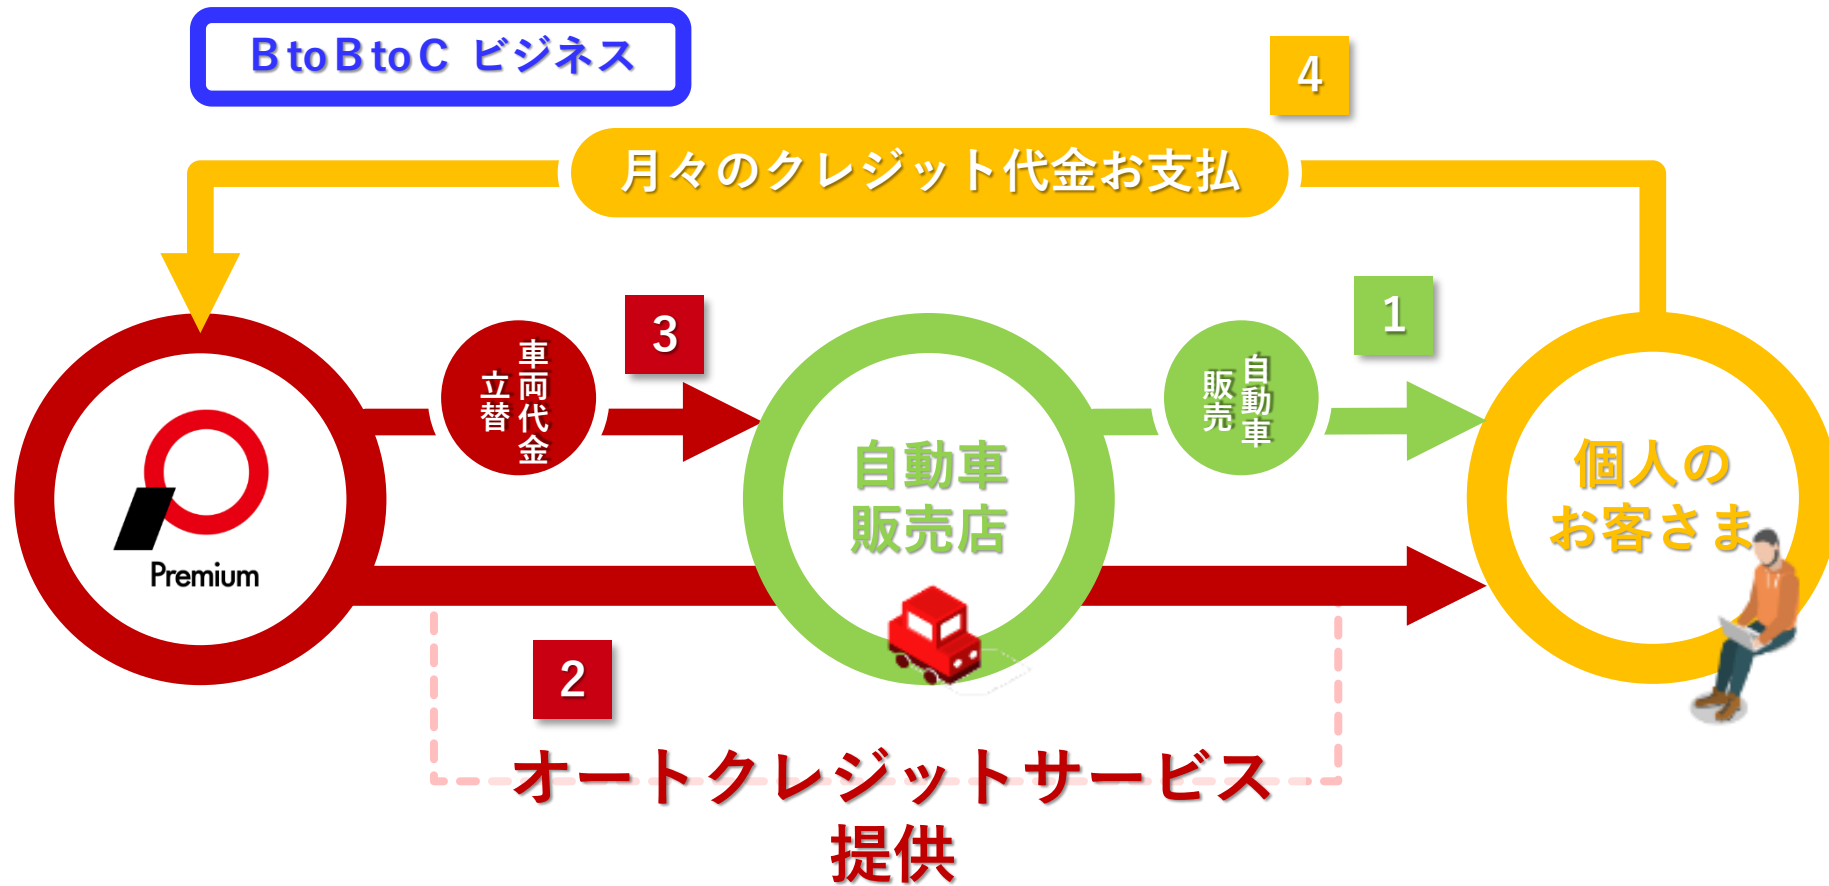 BtoBtoC ビジネス
4
月々のクレジット代金お支払
3
1
車両代金
立替
自動車
販売
自動車
販売店
個人の
お客さま
Premium
2
オートクレジットサービス
提供